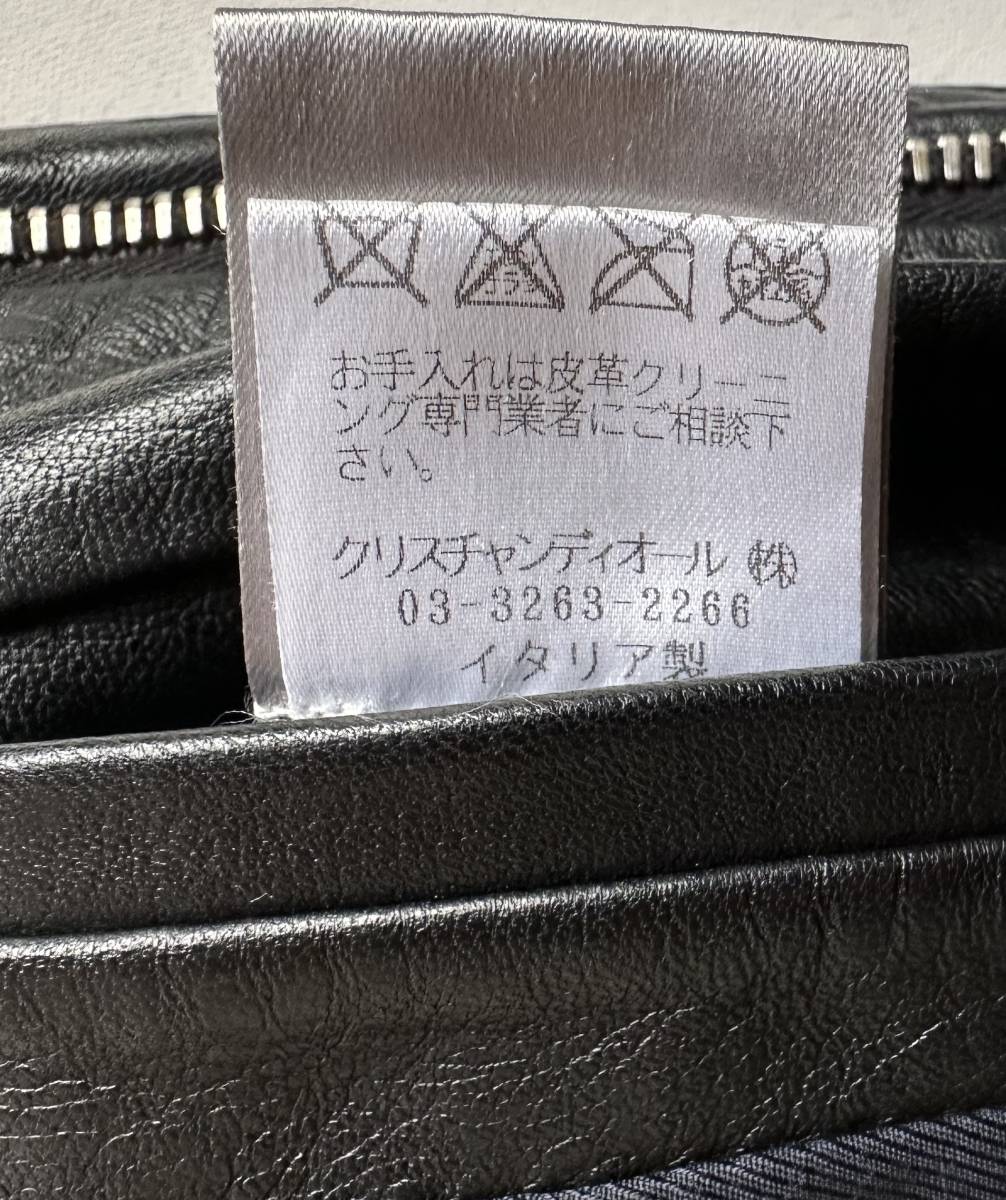 お手入れは皮革クリーニ
ング専門業者にご相談下
さい。
クリスチャンディオール ㈱
03-3263-2266
イタリア製